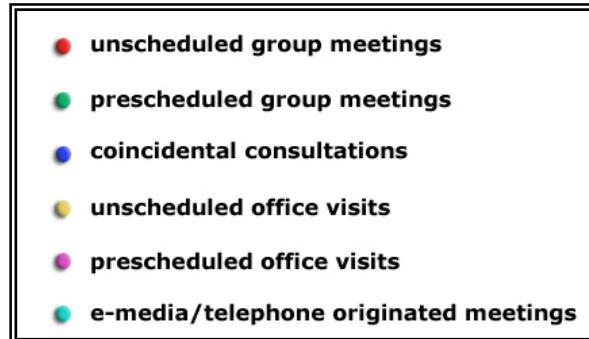 unscheduled group meetings
prescheduled group meetings
coincidental consultations
unscheduled office visits
prescheduled office visits
e-media/telephone originated meetings